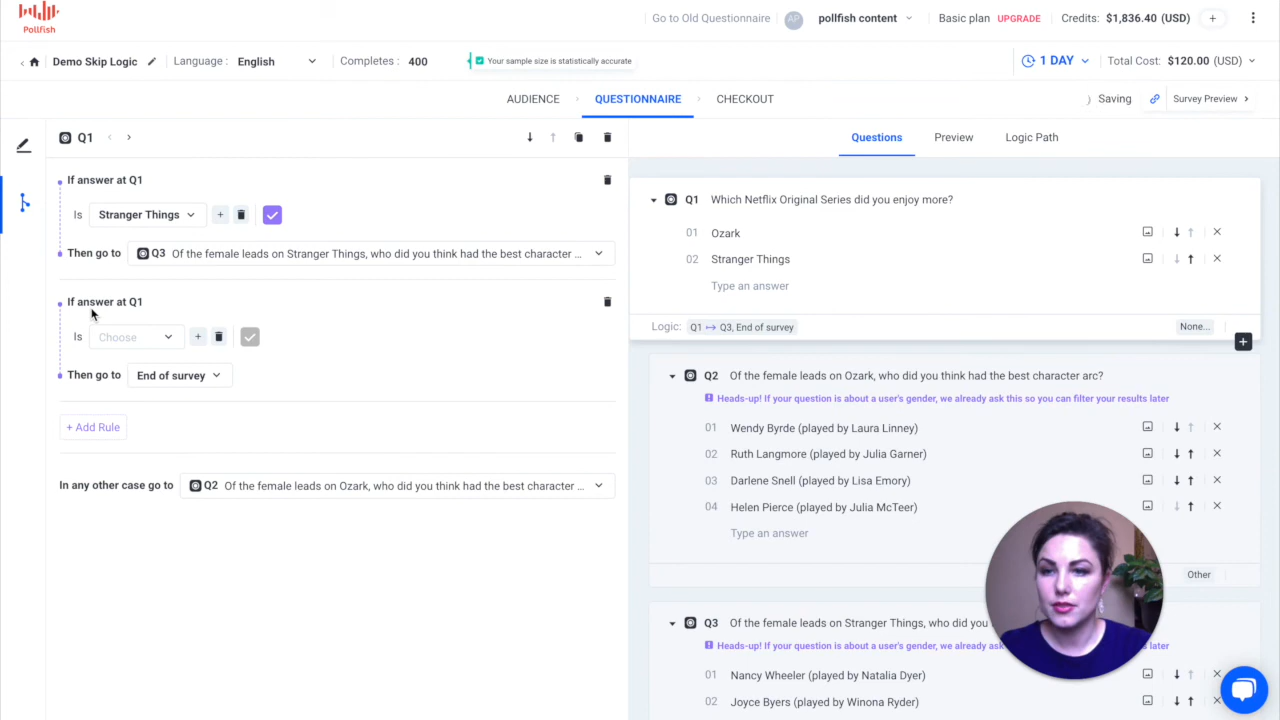 Pollfish
Go to Old Questionnaire AP pollfish content Basic plan UPGRADE Credits: $1,836.40 (USD) +
Demo Skip Logic Language : English Completes : 400 Your sample size is statistically accurate 1 DAY Total Cost: $120.00 (USD)
AUDIENCE QUESTIONNAIRE CHECKOUT Saving Survey Preview
Q1
If answer at Q1
Is Stranger Things +
Then go to Q3 Of the female leads on Stranger Things, who did you think had the best character ...
If answer at Q1
Is Choose +
Then go to End of survey
+ Add Rule
In any other case go to Q2 Of the female leads on Ozark, who did you think had the best character ...
Questions Preview Logic Path
Q1 Which Netflix Original Series did you enjoy more?
01 Ozark
02 Stranger Things
Type an answer
Logic: Q1 ↦ Q3, End of survey None...
+
Q2 Of the female leads on Ozark, who did you think had the best character arc?
Heads-up! If your question is about a user's gender, we already ask this so you can filter your results later
01 Wendy Byrde (played by Laura Linney)
02 Ruth Langmore (played by Julia Garner)
03 Darlene Snell (played by Lisa Emory)
04 Helen Pierce (played by Julia McTeer)
Type an answer
Other
Q3 Of the female leads on Stranger Things, who did you
Heads-up! If your question is about a user's gender, we already ask this so you can filter your results later
01 Nancy Wheeler (played by Natalia Dyer)
02 Joyce Byers (played by Winona Ryder)